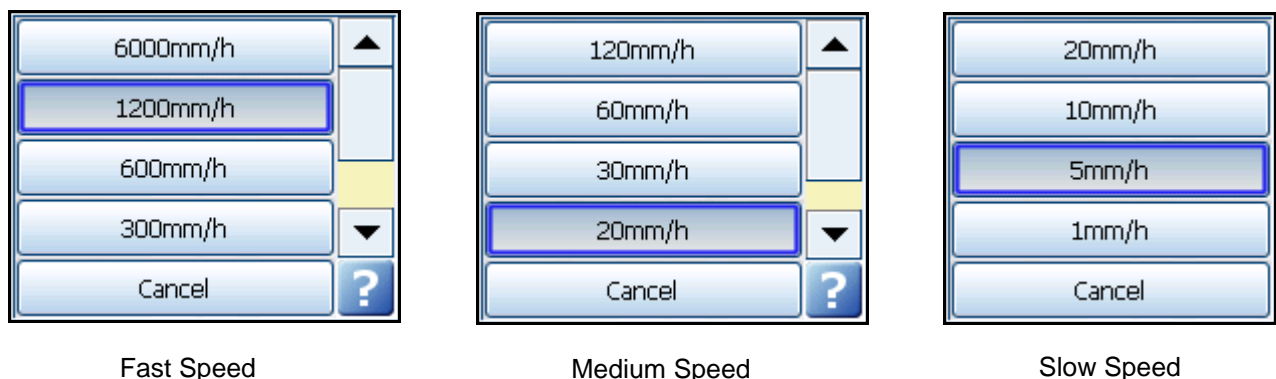 6000mm/h
1200mm/h
600mm/h
300mm/h
Cancel
?
Fast Speed
120mm/h
60mm/h
30mm/h
20mm/h
Cancel
?
Medium Speed
20mm/h
10mm/h
5mm/h
1mm/h
Cancel
Slow Speed